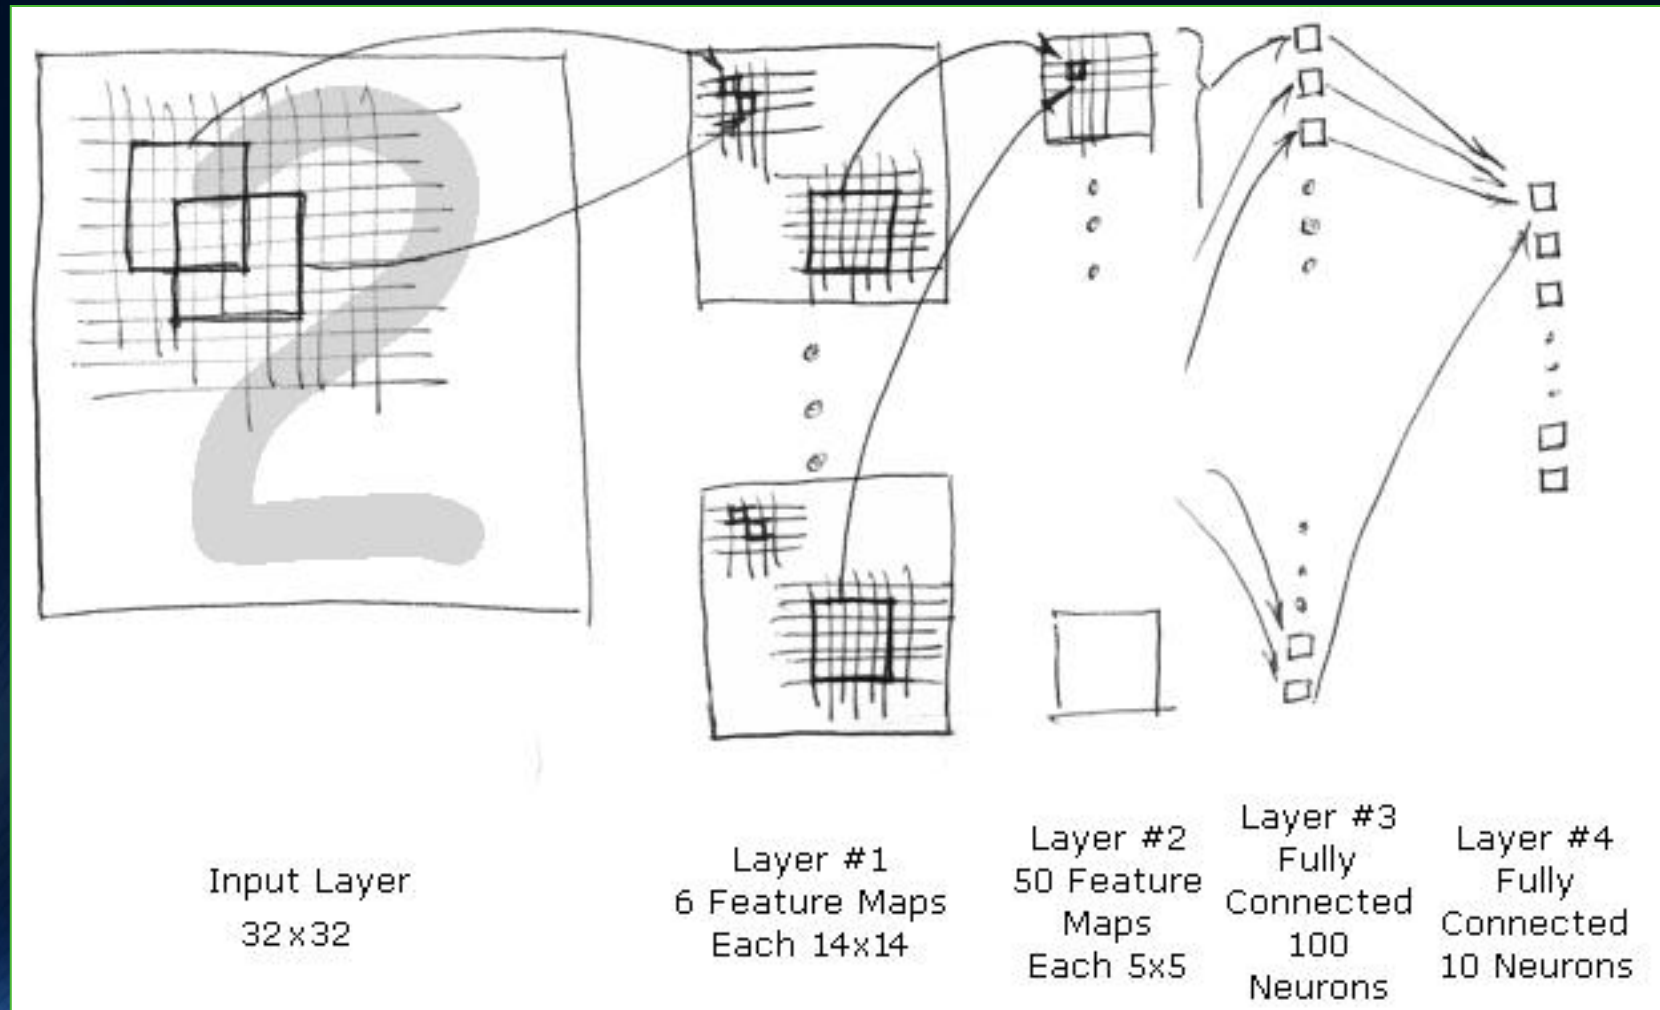 Input Layer
32x32
Layer #1
6 Feature Maps
Each 14x14
Layer #2
50 Feature
Maps
Each 5x5
Layer #3
Fully
Connected
100
Neurons
Layer #4
Fully
Connected
10 Neurons